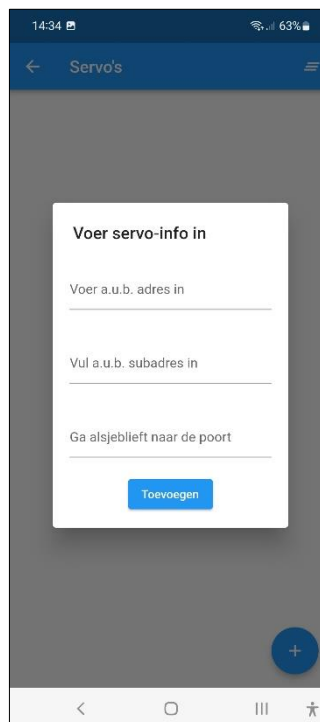 14:34 63%
Servo's
Voer servo-info in
Voer a.u.b. adres in
Vul a.u.b. subadres in
Ga alsjeblieft naar de poort
Toevoegen